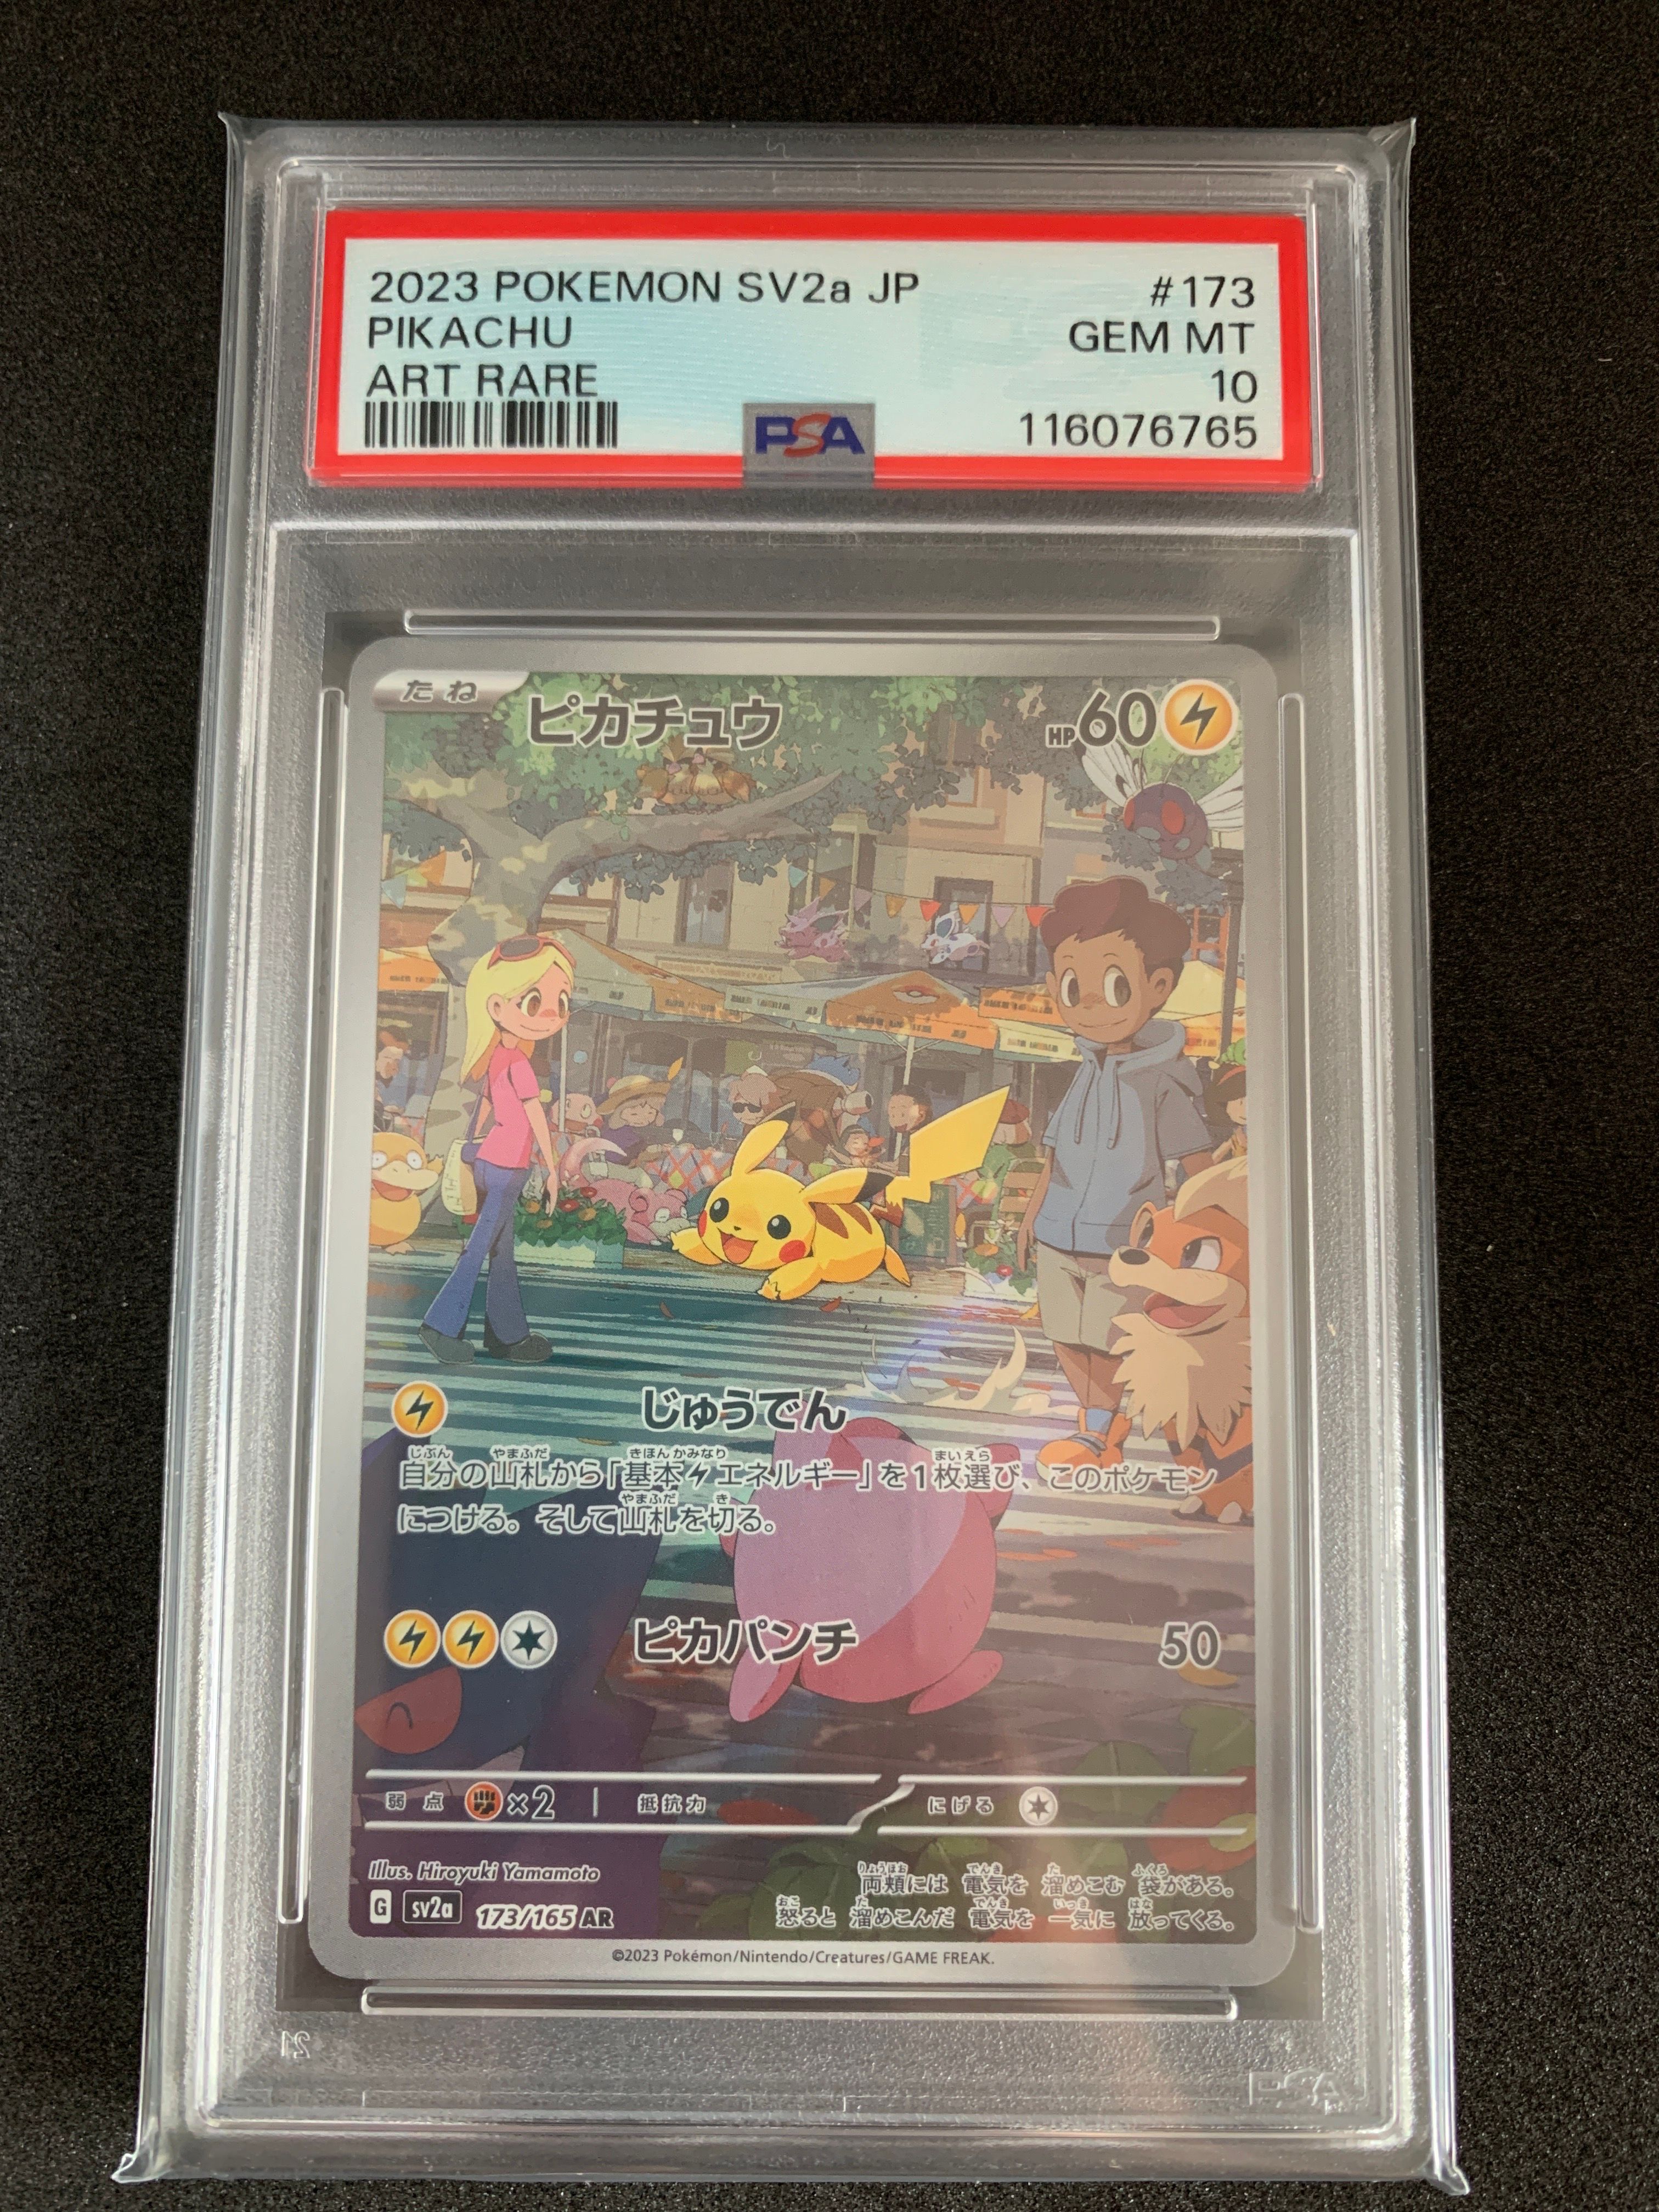 2023 POKEMON SV2a JP #173
PIKACHU GEM MT
ART RARE 10
PSA 116076765
たね ピカチュウ HP60
じゅうでん
自分の山札から「基本エネルギー」を1枚選び、このポケモン
につける。そして山札を切る。
ピカパンチ 50
弱点 ×2 抵抗力 にげる
Illus. Hiroyuki Yamamoto
両頬には 電気を 溜めこむ 袋がある。
怒ると 溜めこんだ 電気を 一気に 放ってくる。
G sv2a 173/165 AR
©2023 Pokémon/Nintendo/Creatures/GAME FREAK.
21 PSA